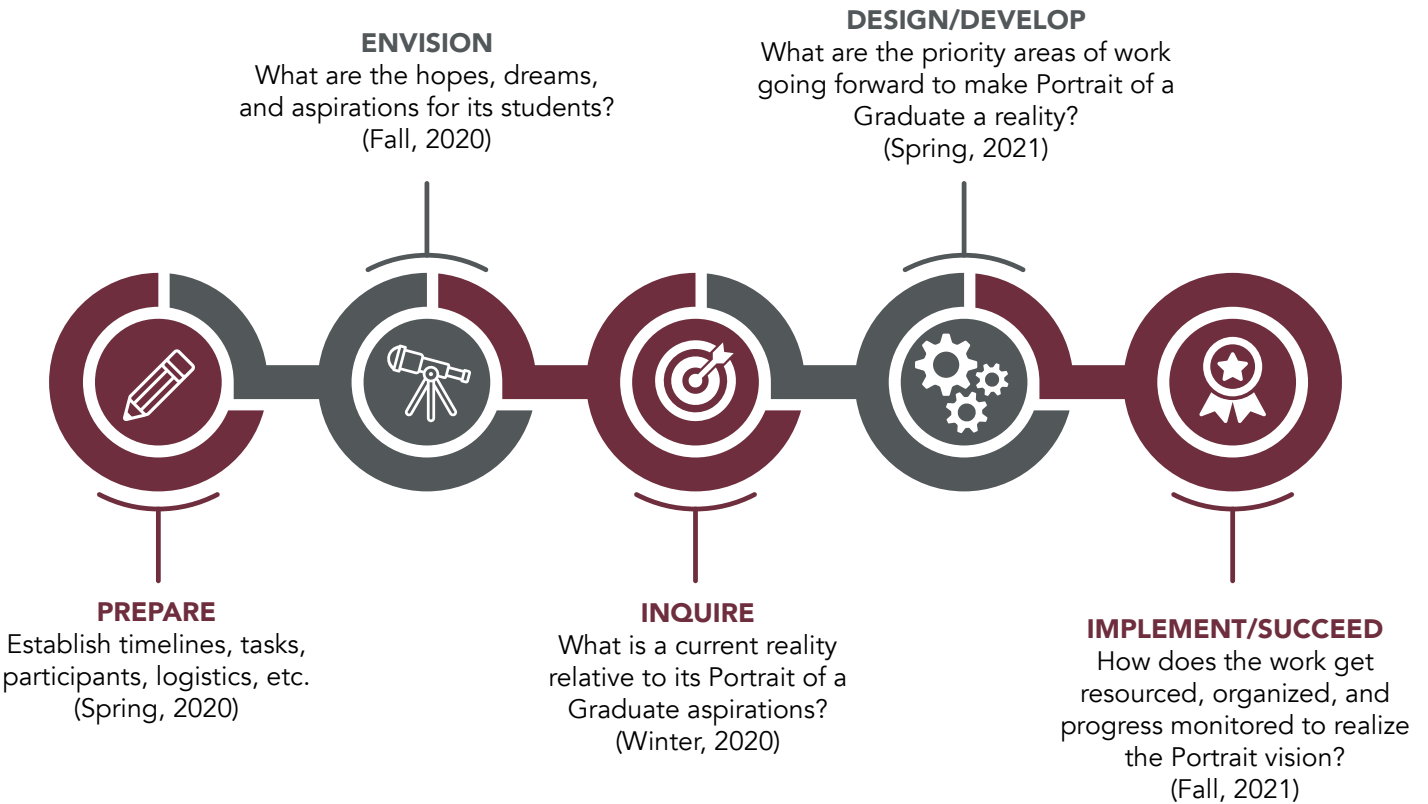 PREPARE
Establish timelines, tasks,
participants, logistics, etc.
(Spring, 2020)
ENVISION
What are the hopes, dreams,
and aspirations for its students?
(Fall, 2020)
INQUIRE
What is a current reality
relative to its Portrait of a
Graduate aspirations?
(Winter, 2020)
DESIGN/DEVELOP
What are the priority areas of work
going forward to make Portrait of a
Graduate a reality?
(Spring, 2021)
IMPLEMENT/SUCCEED
How does the work get
resourced, organized, and
progress monitored to realize
the Portrait vision?
(Fall, 2021)